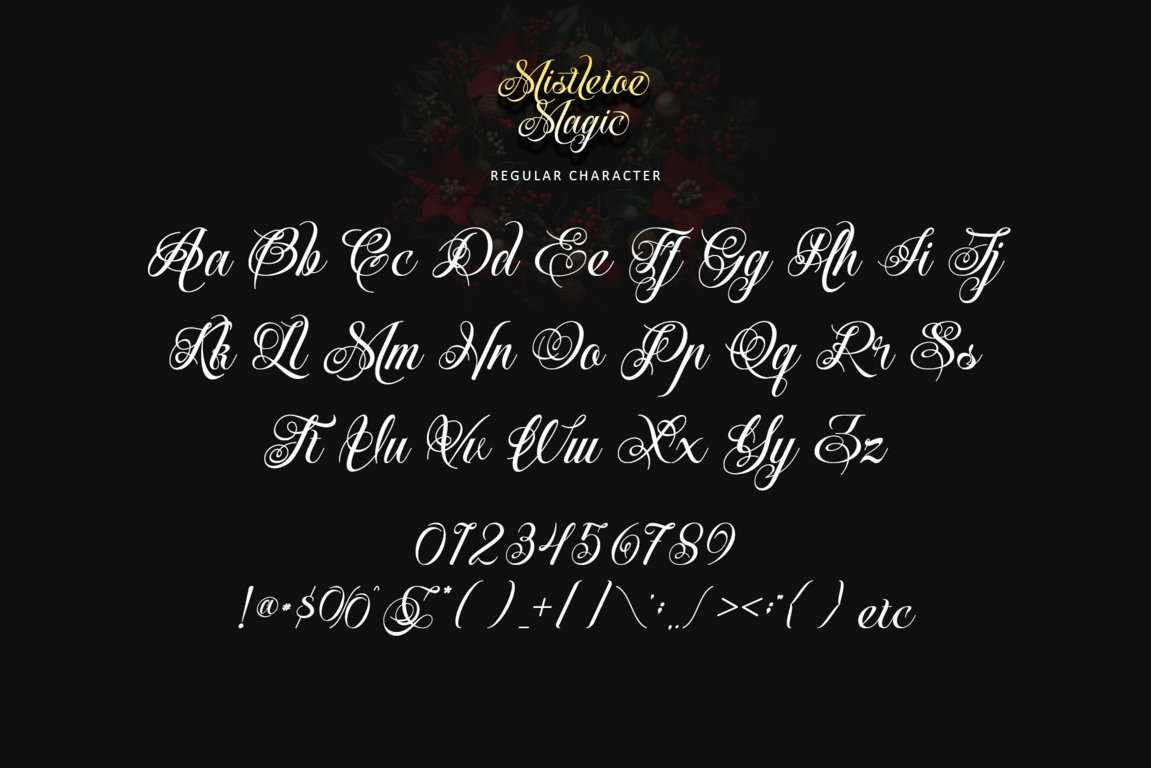 Mistletoe
Magic
REGULAR CHARACTER
Aa Bb Cc Dd Ee Ff Gg Hh Ii Jj
Kk Ll Mm Nn Oo Pp Qq Rr Ss
Tt Uu Vv Ww Xx Yy Zz
0123456789
!@#$%^&*( )_+[ ]\':,./ ><:"{ } etc